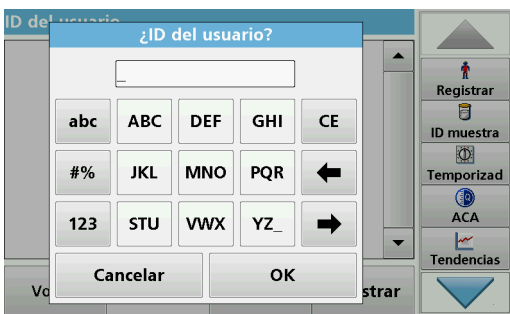 ID del usuario
¿ID del usuario?
_
abc ABC DEF GHI CE
#% JKL MNO PQR
123 STU VWX YZ_
Cancelar OK
Registrar
ID muestra
Temporizad
ACA
Tendencias
Vo
strar